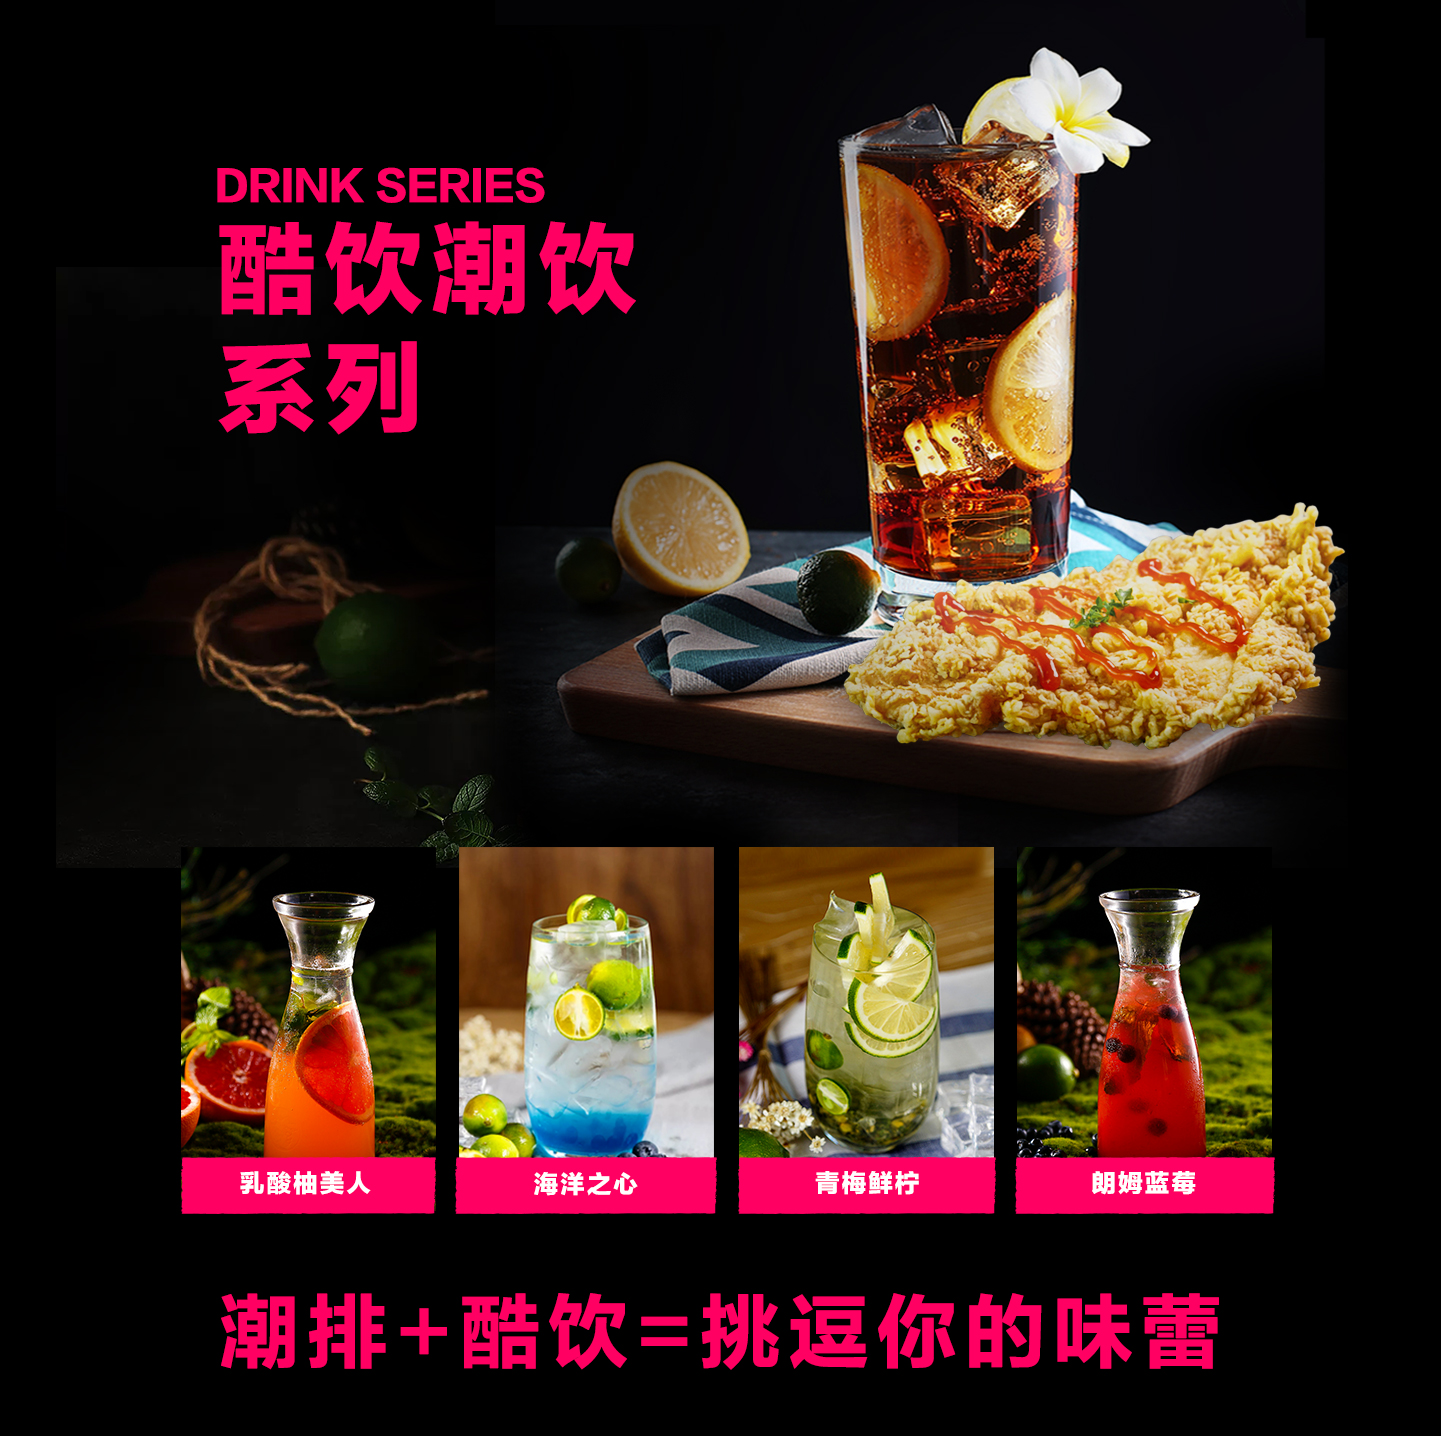 DRINK SERIES
酷饮潮饮
系列
乳酸柚美人
海洋之心
青梅鲜柠
朗姆蓝莓
潮排+酷饮=挑逗你的味蕾